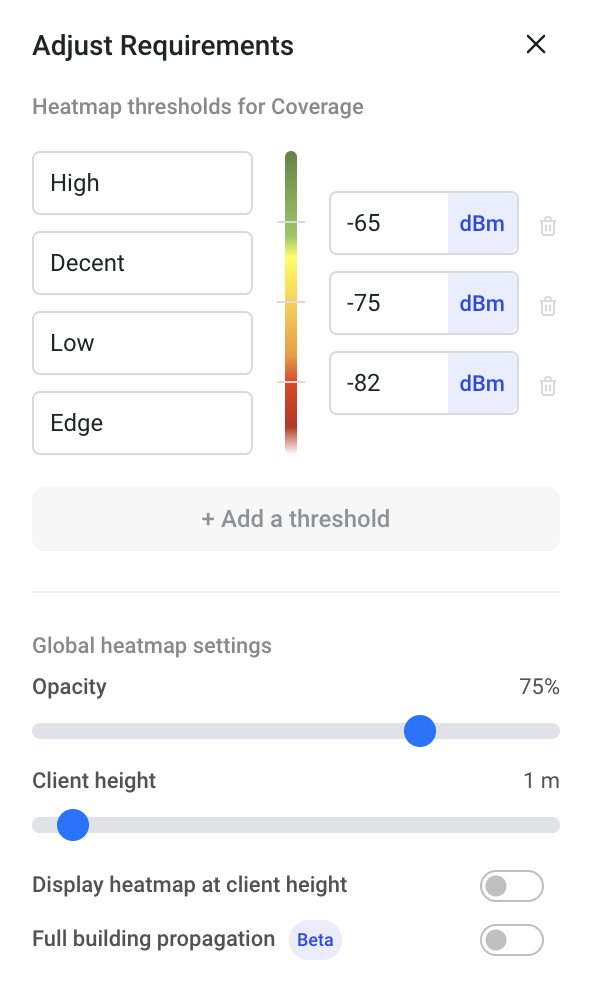 Adjust Requirements
Heatmap thresholds for Coverage
High
-65 dBm
Decent
-75 dBm
Low
-82 dBm
Edge
+ Add a threshold
Global heatmap settings
Opacity 75%
Client height 1 m
Display heatmap at client height
Full building propagation Beta